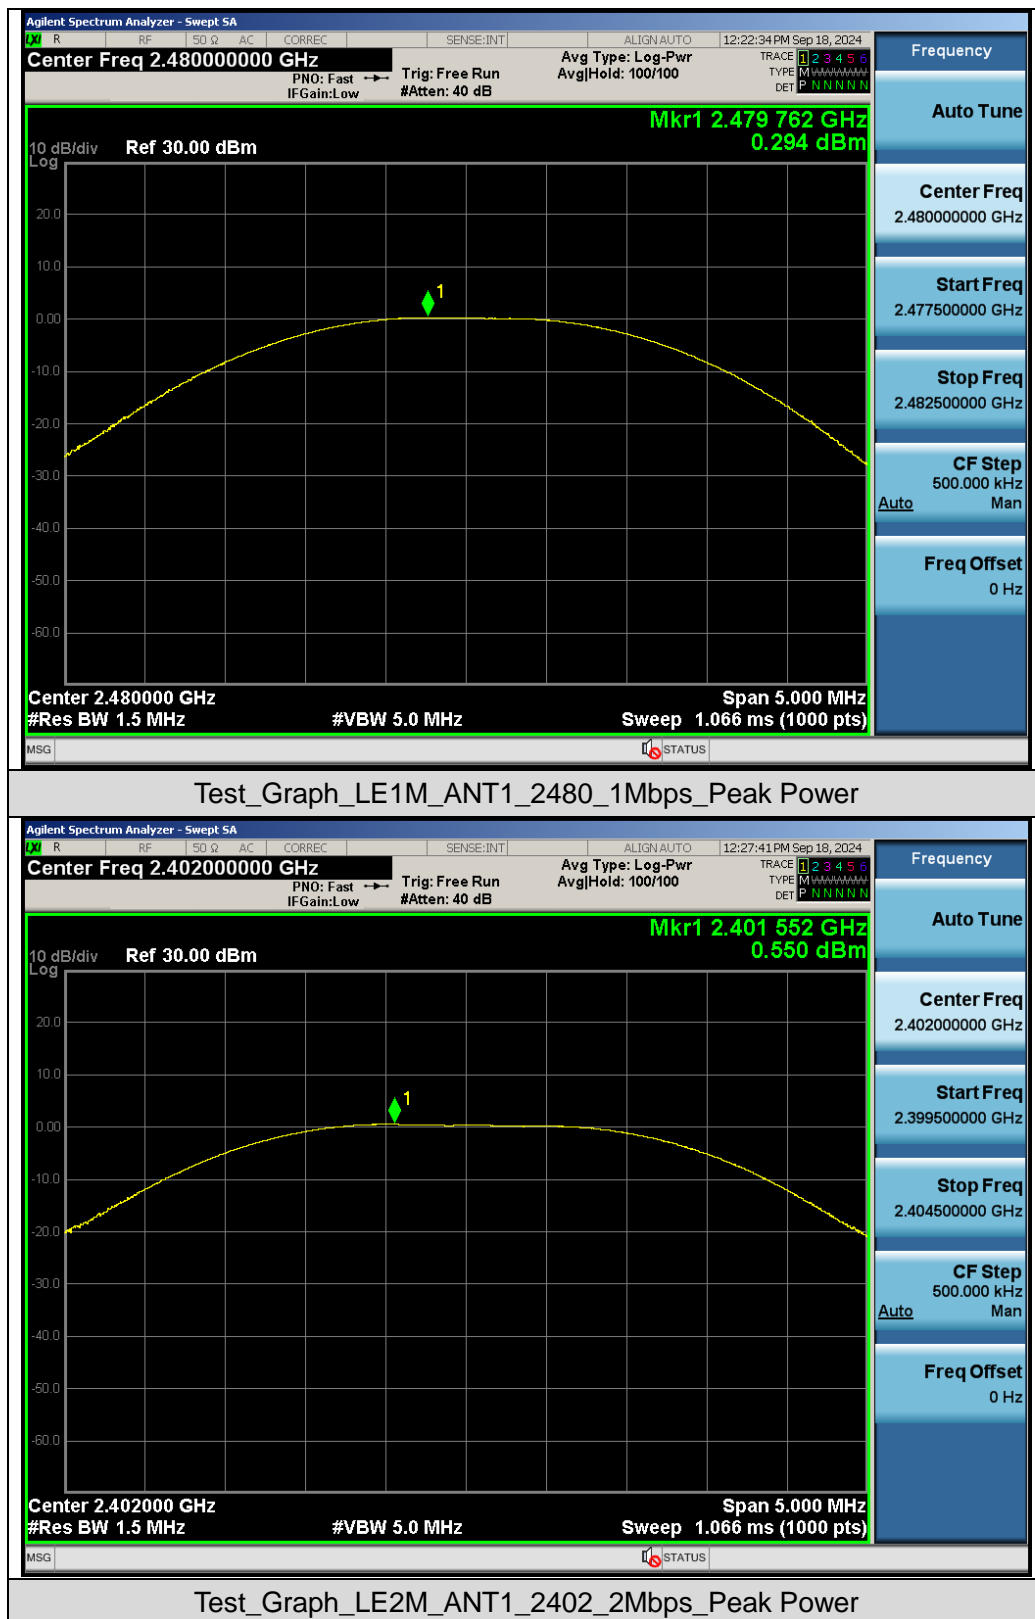 Agilent Spectrum Analyzer - Swept SA
LXI R RF 50 Ω AC CORREC SENSE:INT ALIGN AUTO 12:22:34 PM Sep 18, 2024
Center Freq 2.480000000 GHz
PNO: Fast Trig: Free Run Avg Type: Log-Pwr TRACE 1 2 3 4 5 6
IFGain:Low #Atten: 40 dB Avg|Hold: 100/100 TYPE M WWWWW
DET P N N N N N
Mkr1 2.479 762 GHz
0.294 dBm
10 dB/div Ref 30.00 dBm
Log
20.0
10.0
1
0.00
-10.0
-20.0
-30.0
-40.0
-50.0
-60.0
Center 2.480000 GHz Span 5.000 MHz
#Res BW 1.5 MHz #VBW 5.0 MHz Sweep 1.066 ms (1000 pts)
MSG STATUS
Frequency
Auto Tune
Center Freq
2.480000000 GHz
Start Freq
2.477500000 GHz
Stop Freq
2.482500000 GHz
CF Step
500.000 kHz
Auto Man
Freq Offset
0 Hz
Test_Graph_LE1M_ANT1_2480_1Mbps_Peak Power
Agilent Spectrum Analyzer - Swept SA
LXI R RF 50 Ω AC CORREC SENSE:INT ALIGN AUTO 12:27:41 PM Sep 18, 2024
Center Freq 2.402000000 GHz
PNO: Fast Trig: Free Run Avg Type: Log-Pwr TRACE 1 2 3 4 5 6
IFGain:Low #Atten: 40 dB Avg|Hold: 100/100 TYPE M WWWWW
DET P N N N N N
Mkr1 2.401 552 GHz
0.550 dBm
10 dB/div Ref 30.00 dBm
Log
20.0
10.0
1
0.00
-10.0
-20.0
-30.0
-40.0
-50.0
-60.0
Center 2.402000 GHz Span 5.000 MHz
#Res BW 1.5 MHz #VBW 5.0 MHz Sweep 1.066 ms (1000 pts)
MSG STATUS
Frequency
Auto Tune
Center Freq
2.402000000 GHz
Start Freq
2.399500000 GHz
Stop Freq
2.404500000 GHz
CF Step
500.000 kHz
Auto Man
Freq Offset
0 Hz
Test_Graph_LE2M_ANT1_2402_2Mbps_Peak Power